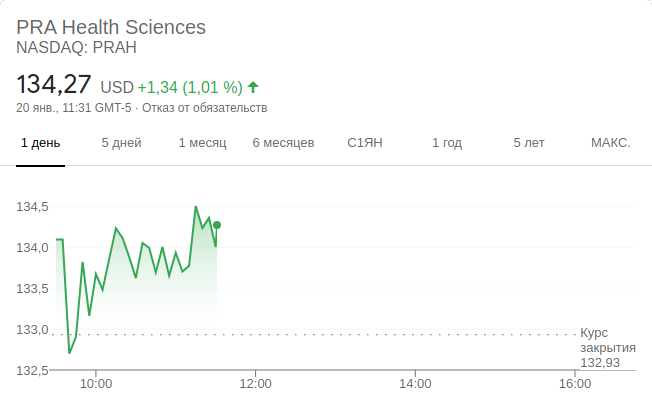 PRA Health Sciences
NASDAQ: PRAH
134,27 USD +1,34 (1,01 %)
20 янв., 11:31 GMT-5 · Отказ от обязательств
1 день 5 дней 1 месяц 6 месяцев С1ЯН 1 год 5 лет МАКС.
134,5
134,0
133,5
133,0
132,5
Курс
закрытия
132,93
10:00 12:00 14:00 16:00